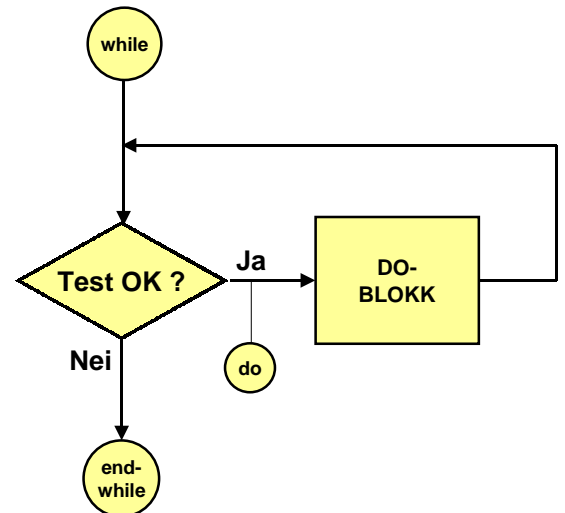 while
Test OK ?
Ja
DO-
BLOKK
Nei
do
end-
while